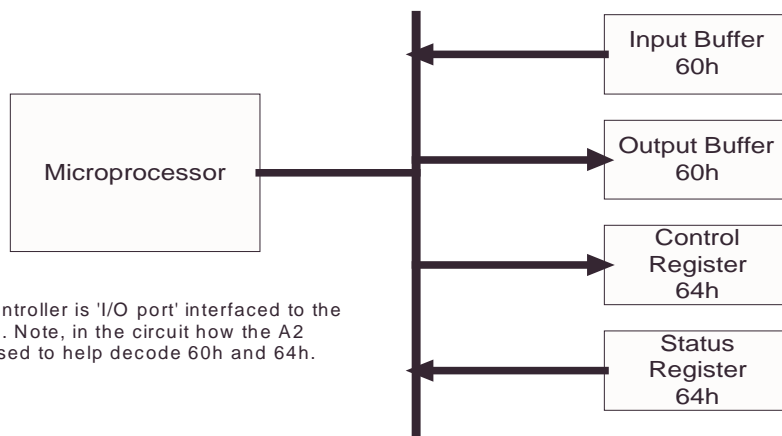 Input Buffer
60h
Microprocessor
Output Buffer
60h
Control
Register
64h
ntroller is 'I/O port' interfaced to the
. Note, in the circuit how the A2
sed to help decode 60h and 64h.
Status
Register
64h